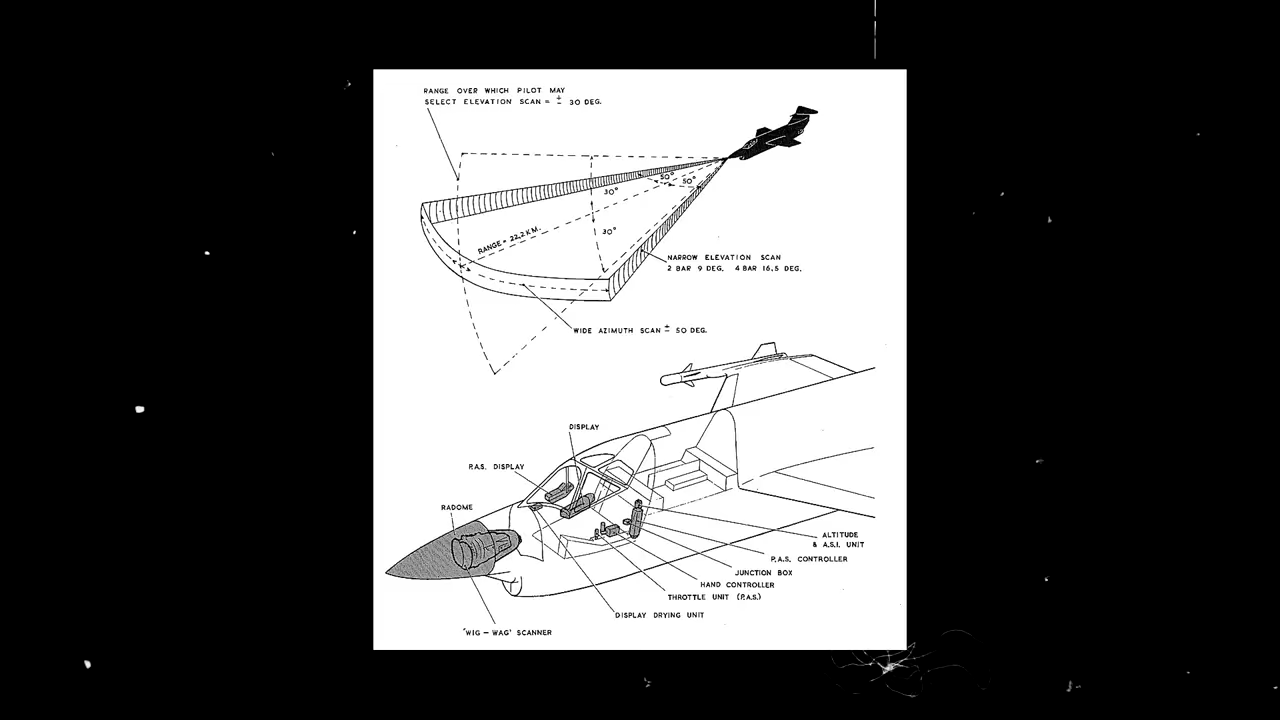 RANGE OVER WHICH PILOT MAY
SELECT ELEVATION SCAN = ± 30 DEG.
50°
50°
30°
30°
RANGE = 22,2 KM.
NARROW ELEVATION SCAN
2 BAR 9 DEG. 4 BAR 16,5 DEG.
WIDE AZIMUTH SCAN ± 50 DEG.
DISPLAY
P.A.S. DISPLAY
RADOME
ALTITUDE
& A.S.I. UNIT
P.A.S. CONTROLLER
JUNCTION BOX
HAND CONTROLLER
THROTTLE UNIT (P.A.S.)
DISPLAY DRYING UNIT
'WIG – WAG' SCANNER